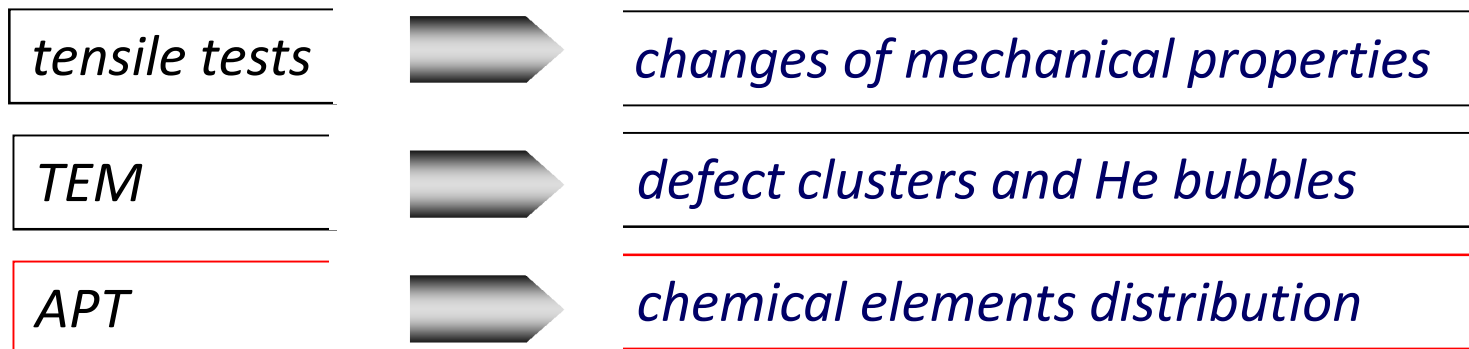 tensile tests
changes of mechanical properties
TEM
defect clusters and He bubbles
APT
chemical elements distribution